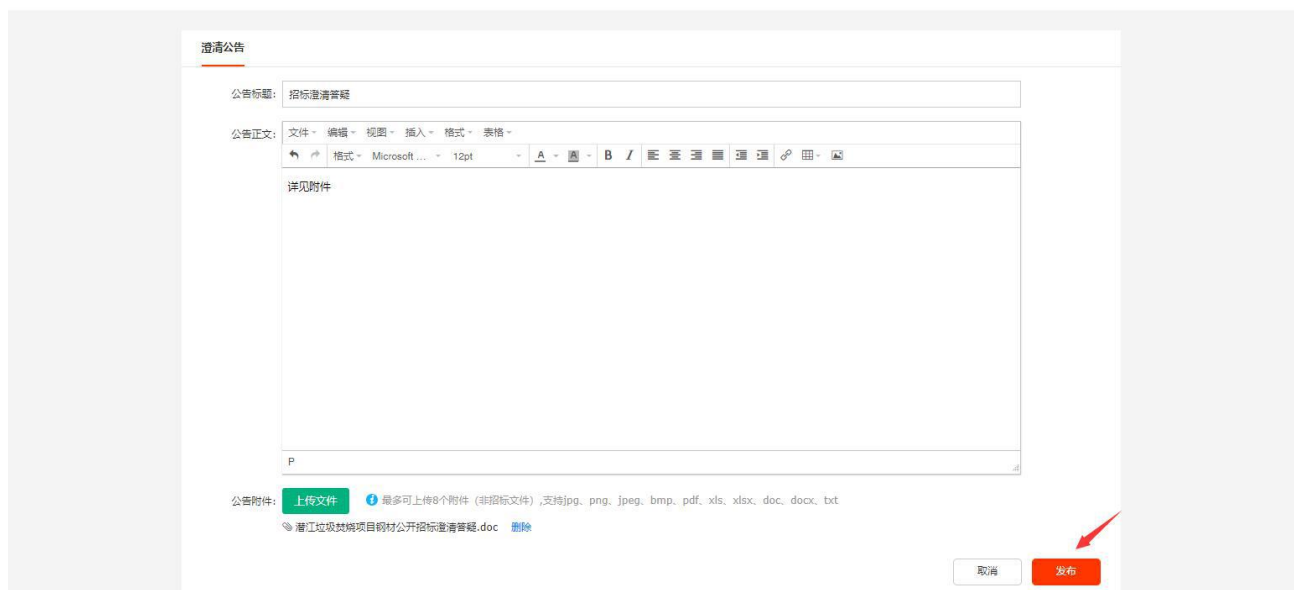 澄清公告
公告标题: 招标澄清答疑
公告正文: 文件 编辑 视图 插入 格式 表格
格式 Microsoft ... 12pt A A B I
详见附件
P
公告附件: 上传文件 最多可上传8个附件（非招标文件）,支持jpg、png、jpeg、bmp、pdf、xls、xlsx、doc、docx、txt
潜江垃圾焚烧项目钢材公开招标澄清答疑.doc 删除
取消 发布